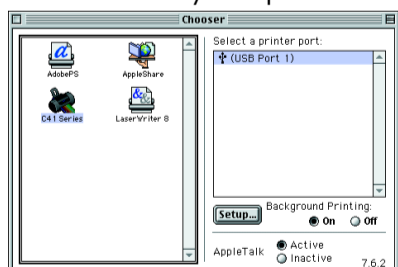 Chooser
AdobePS
AppleShare
C41 Series
LaserWriter 8
Select a printer port:
(USB Port 1)
Setup...
Background Printing:
On
Off
AppleTalk
Active
Inactive
7.6.2